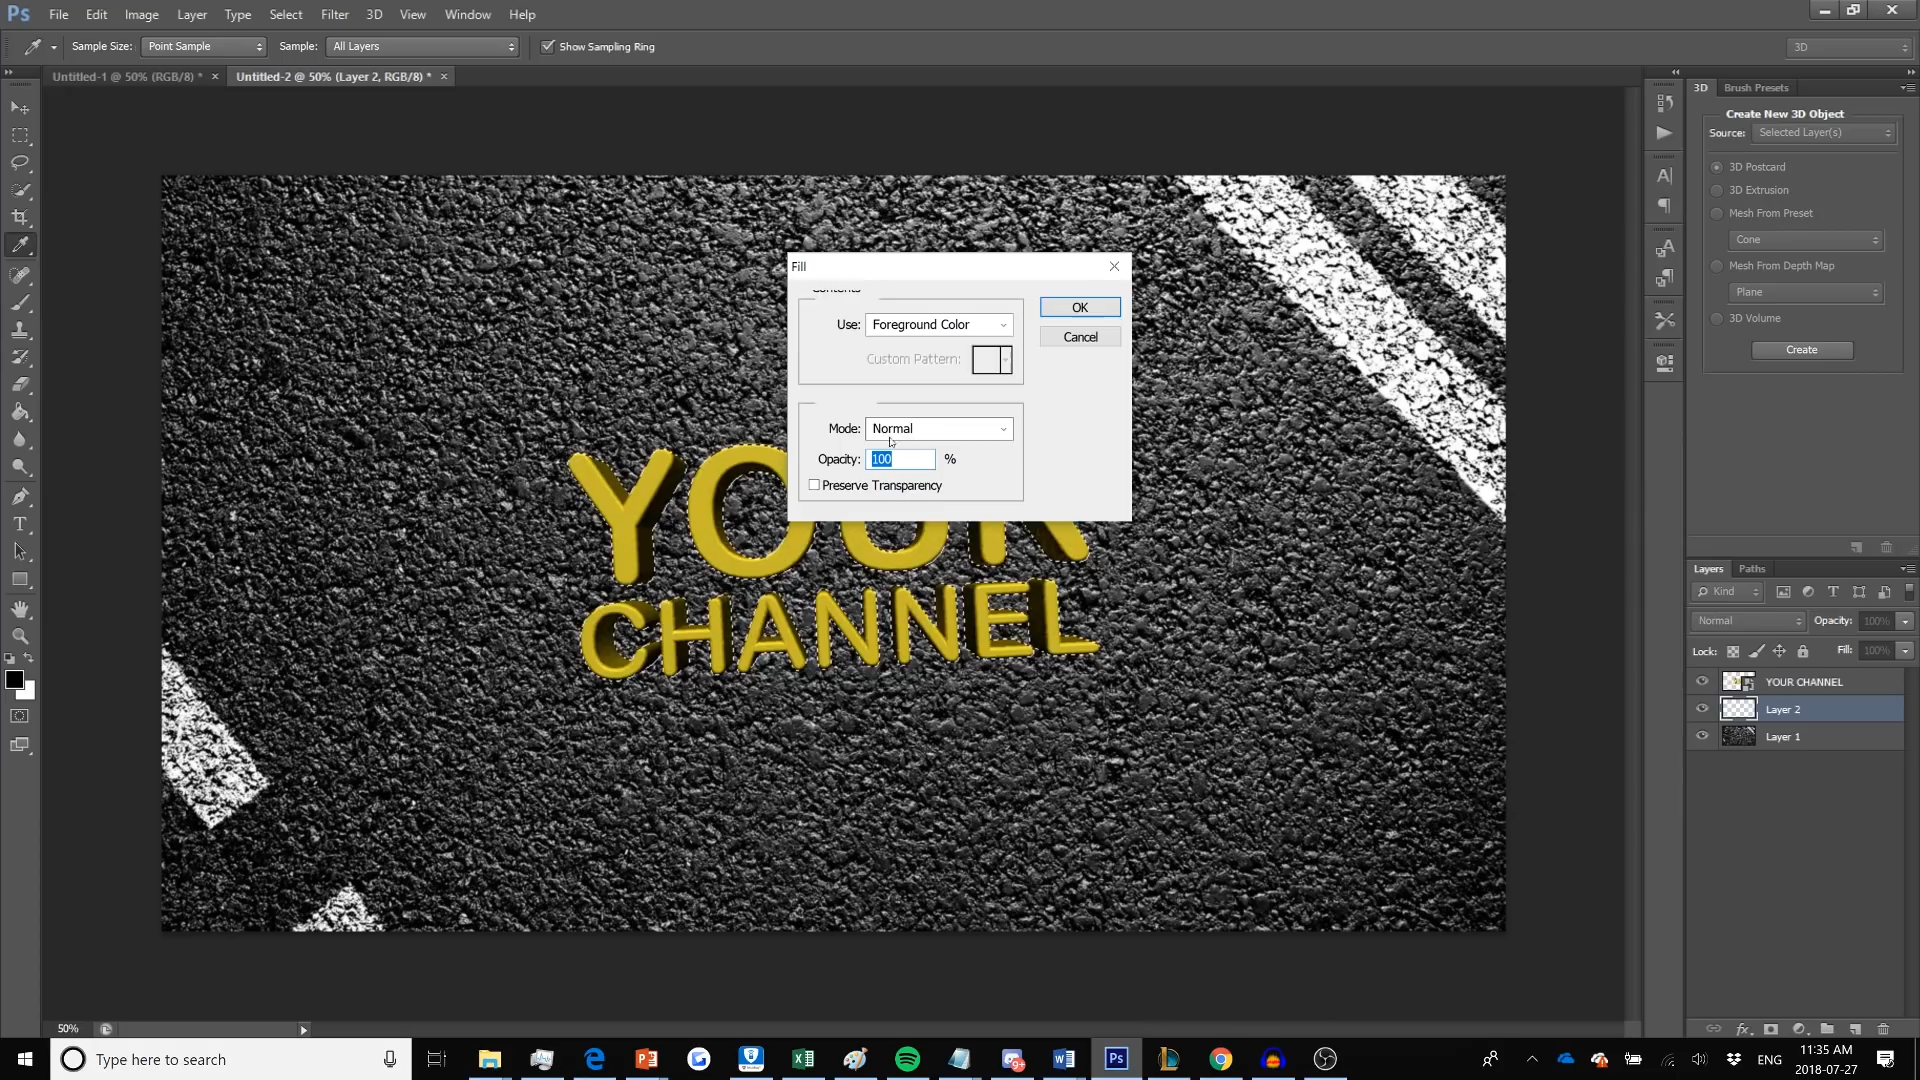 Ps File Edit Image Layer Type Select Filter 3D View Window Help
Sample Size: Point Sample Sample: All Layers Show Sampling Ring 3D
Untitled-1 @ 50% (RGB/8) * × Untitled-2 @ 50% (Layer 2, RGB/8) * ×
3D Brush Presets
Create New 3D Object
Source: Selected Layer(s)
3D Postcard
3D Extrusion
Mesh From Preset
Cone
Mesh From Depth Map
Plane
3D Volume
Create
Fill
Contents
Use: Foreground Color
Custom Pattern:
OK
Cancel
Mode: Normal
Opacity: 100 %
Preserve Transparency
YOUR
CHANNEL
Layers Paths
Kind
Normal Opacity: 100%
Lock: Fill: 100%
YOUR CHANNEL
Layer 2
Layer 1
50%
Type here to search
ENG
11:35 AM
2018-07-27